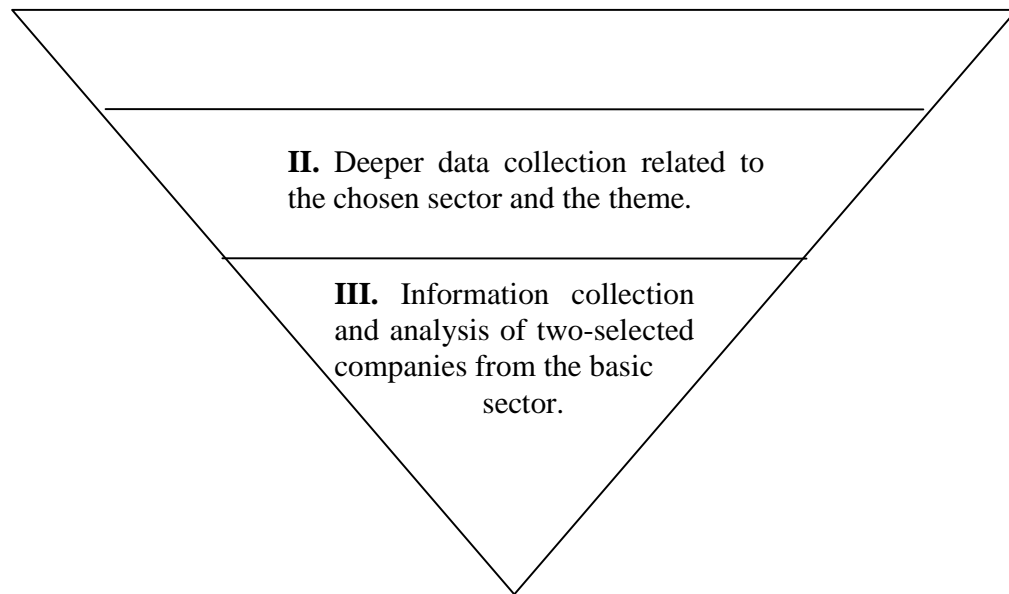 II. Deeper data collection related to
the chosen sector and the theme.
III. Information collection
and analysis of two-selected
companies from the basic
sector.